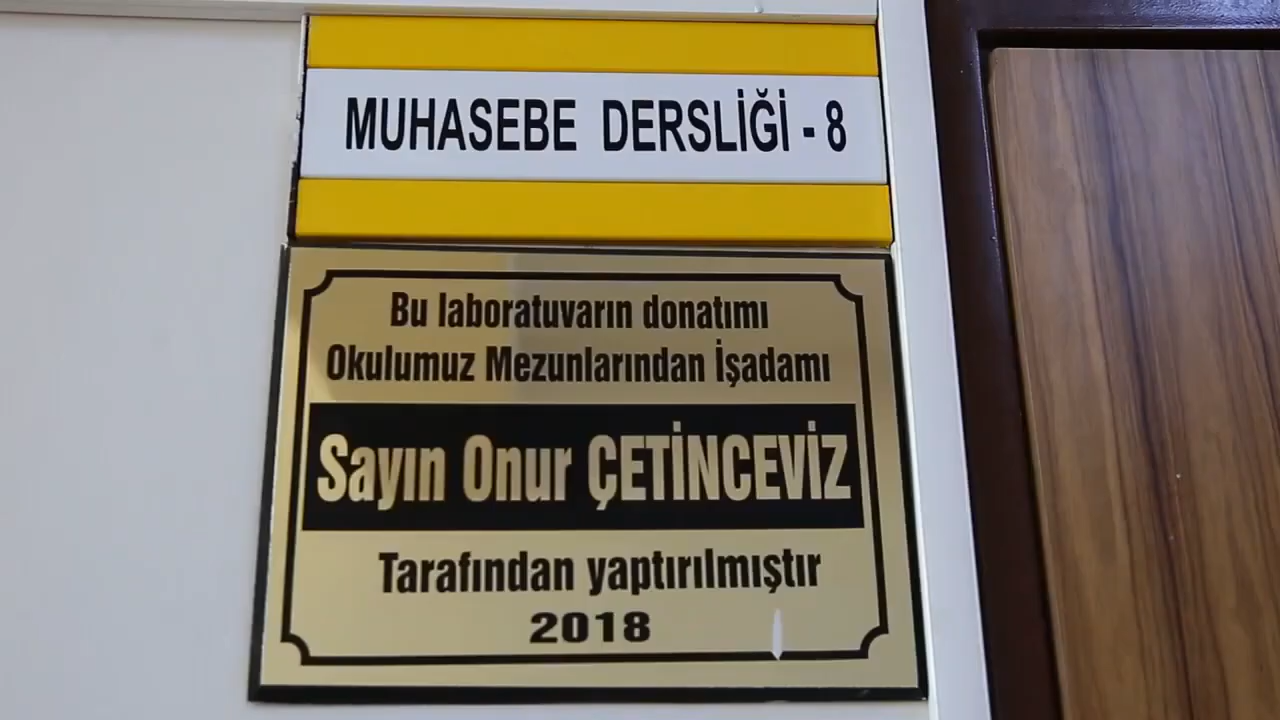 MUHASEBE DERSLİĞİ - 8
Bu laboratuvarın donatımı
Okulumuz Mezunlarından İşadamı
Sayın Onur ÇETİNCEVİZ
Tarafından yaptırılmıştır
2018